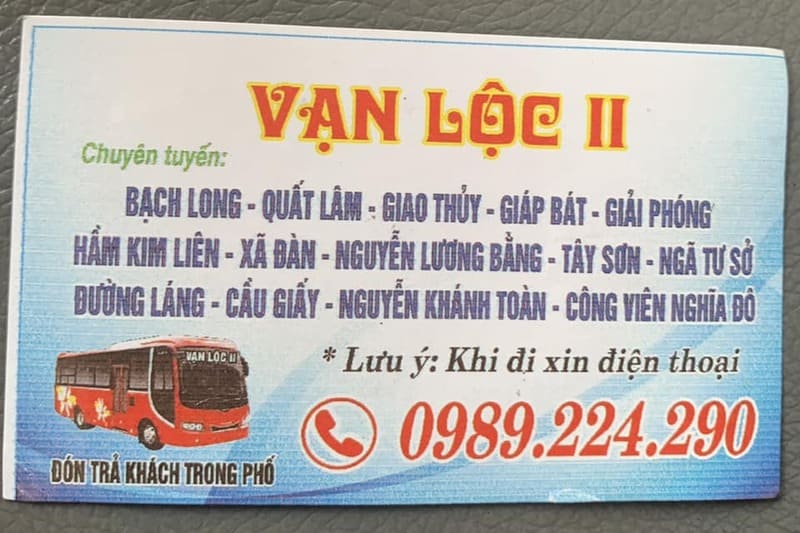 VẠN LỘC II
Chuyên tuyến:
BẠCH LONG - QUẤT LÂM - GIAO THỦY - GIÁP BÁT - GIẢI PHÓNG
HẦM KIM LIÊN - XÃ ĐÀN - NGUYỄN LƯƠNG BẰNG - TÂY SƠN - NGÃ TƯ SỞ
ĐƯỜNG LÁNG - CẦU GIẤY - NGUYỄN KHÁNH TOÀN - CÔNG VIÊN NGHĨA ĐÔ
* Lưu ý: Khi đi xin điện thoại
VẠN LỘC II
0989.224.290
ĐÓN TRẢ KHÁCH TRONG PHỐ